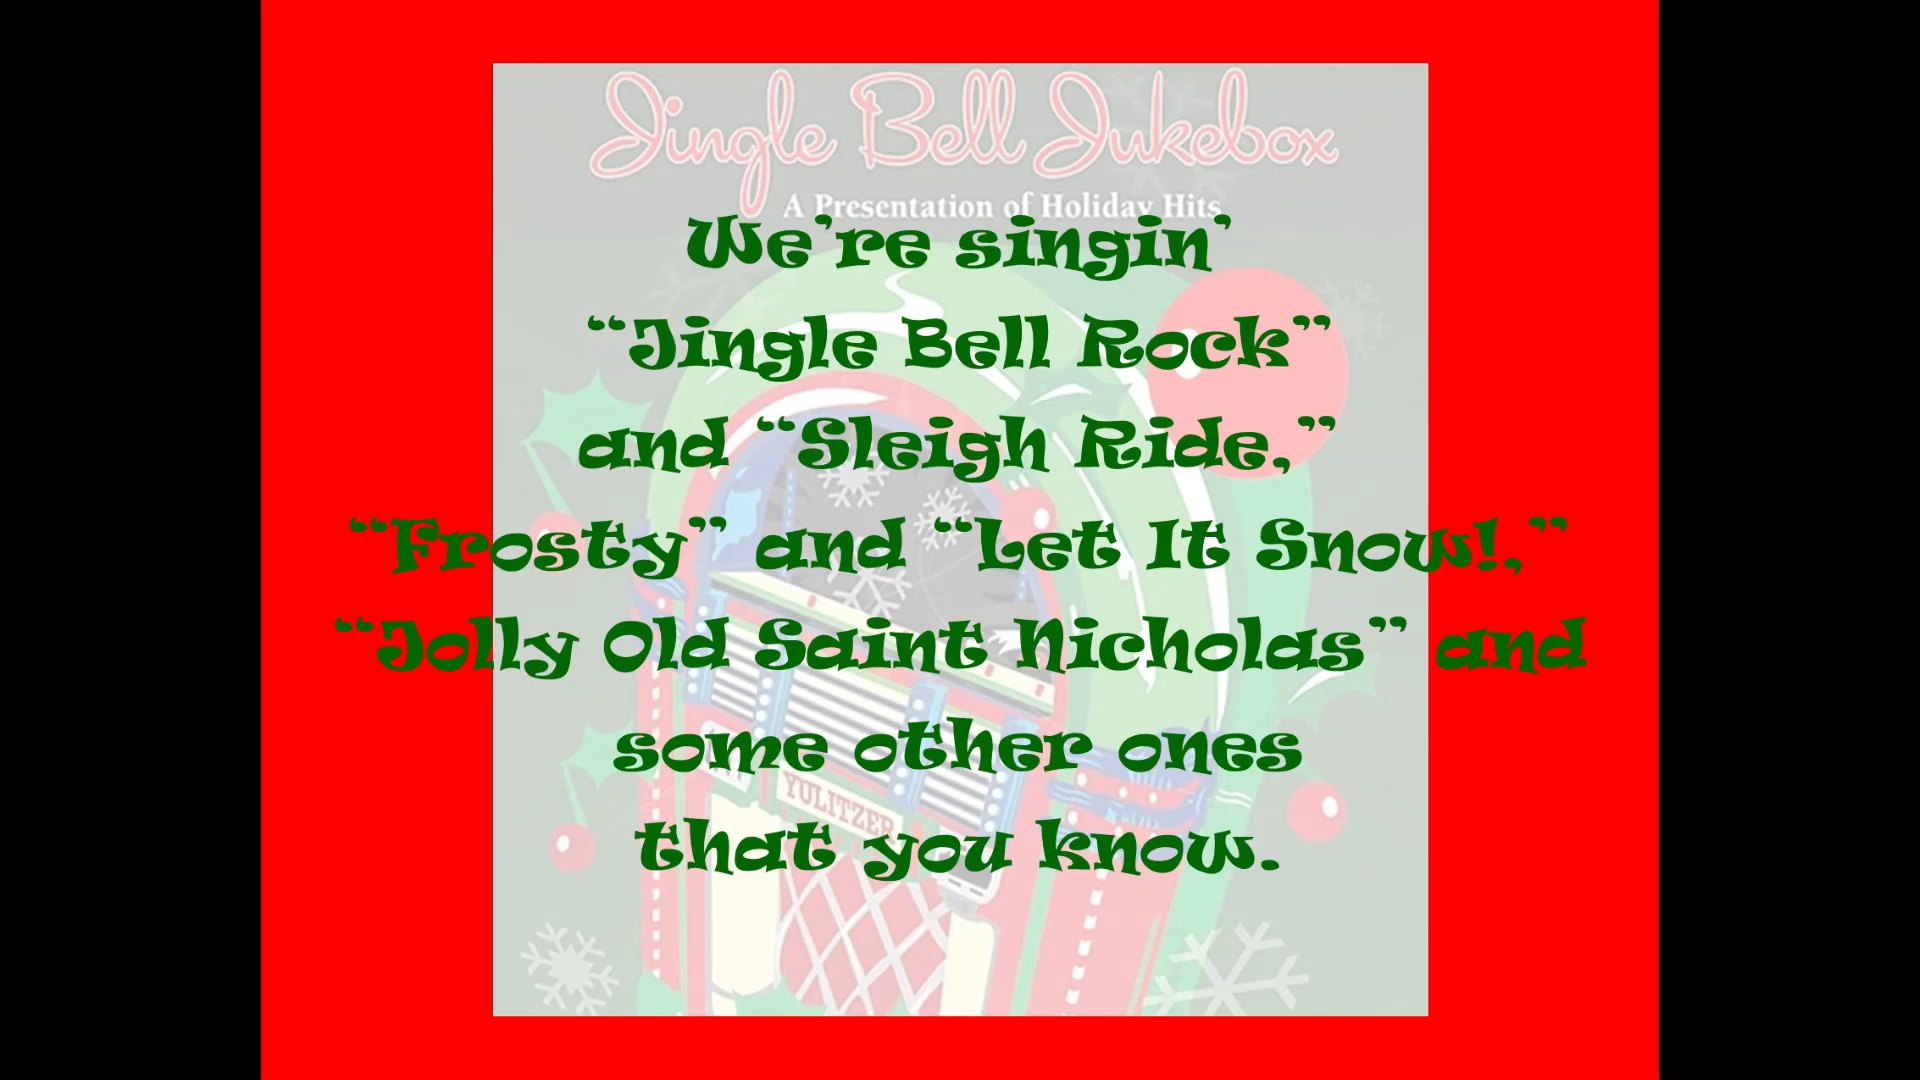 Jingle Bell Jukebox
A Presentation of Holiday Hits
We’re singin’
“Jingle Bell Rock”
and “Sleigh Ride,”
“Frosty” and “Let It Snow!,”
“Jolly Old Saint Nicholas” and
some other ones
YULITZER
that you know.